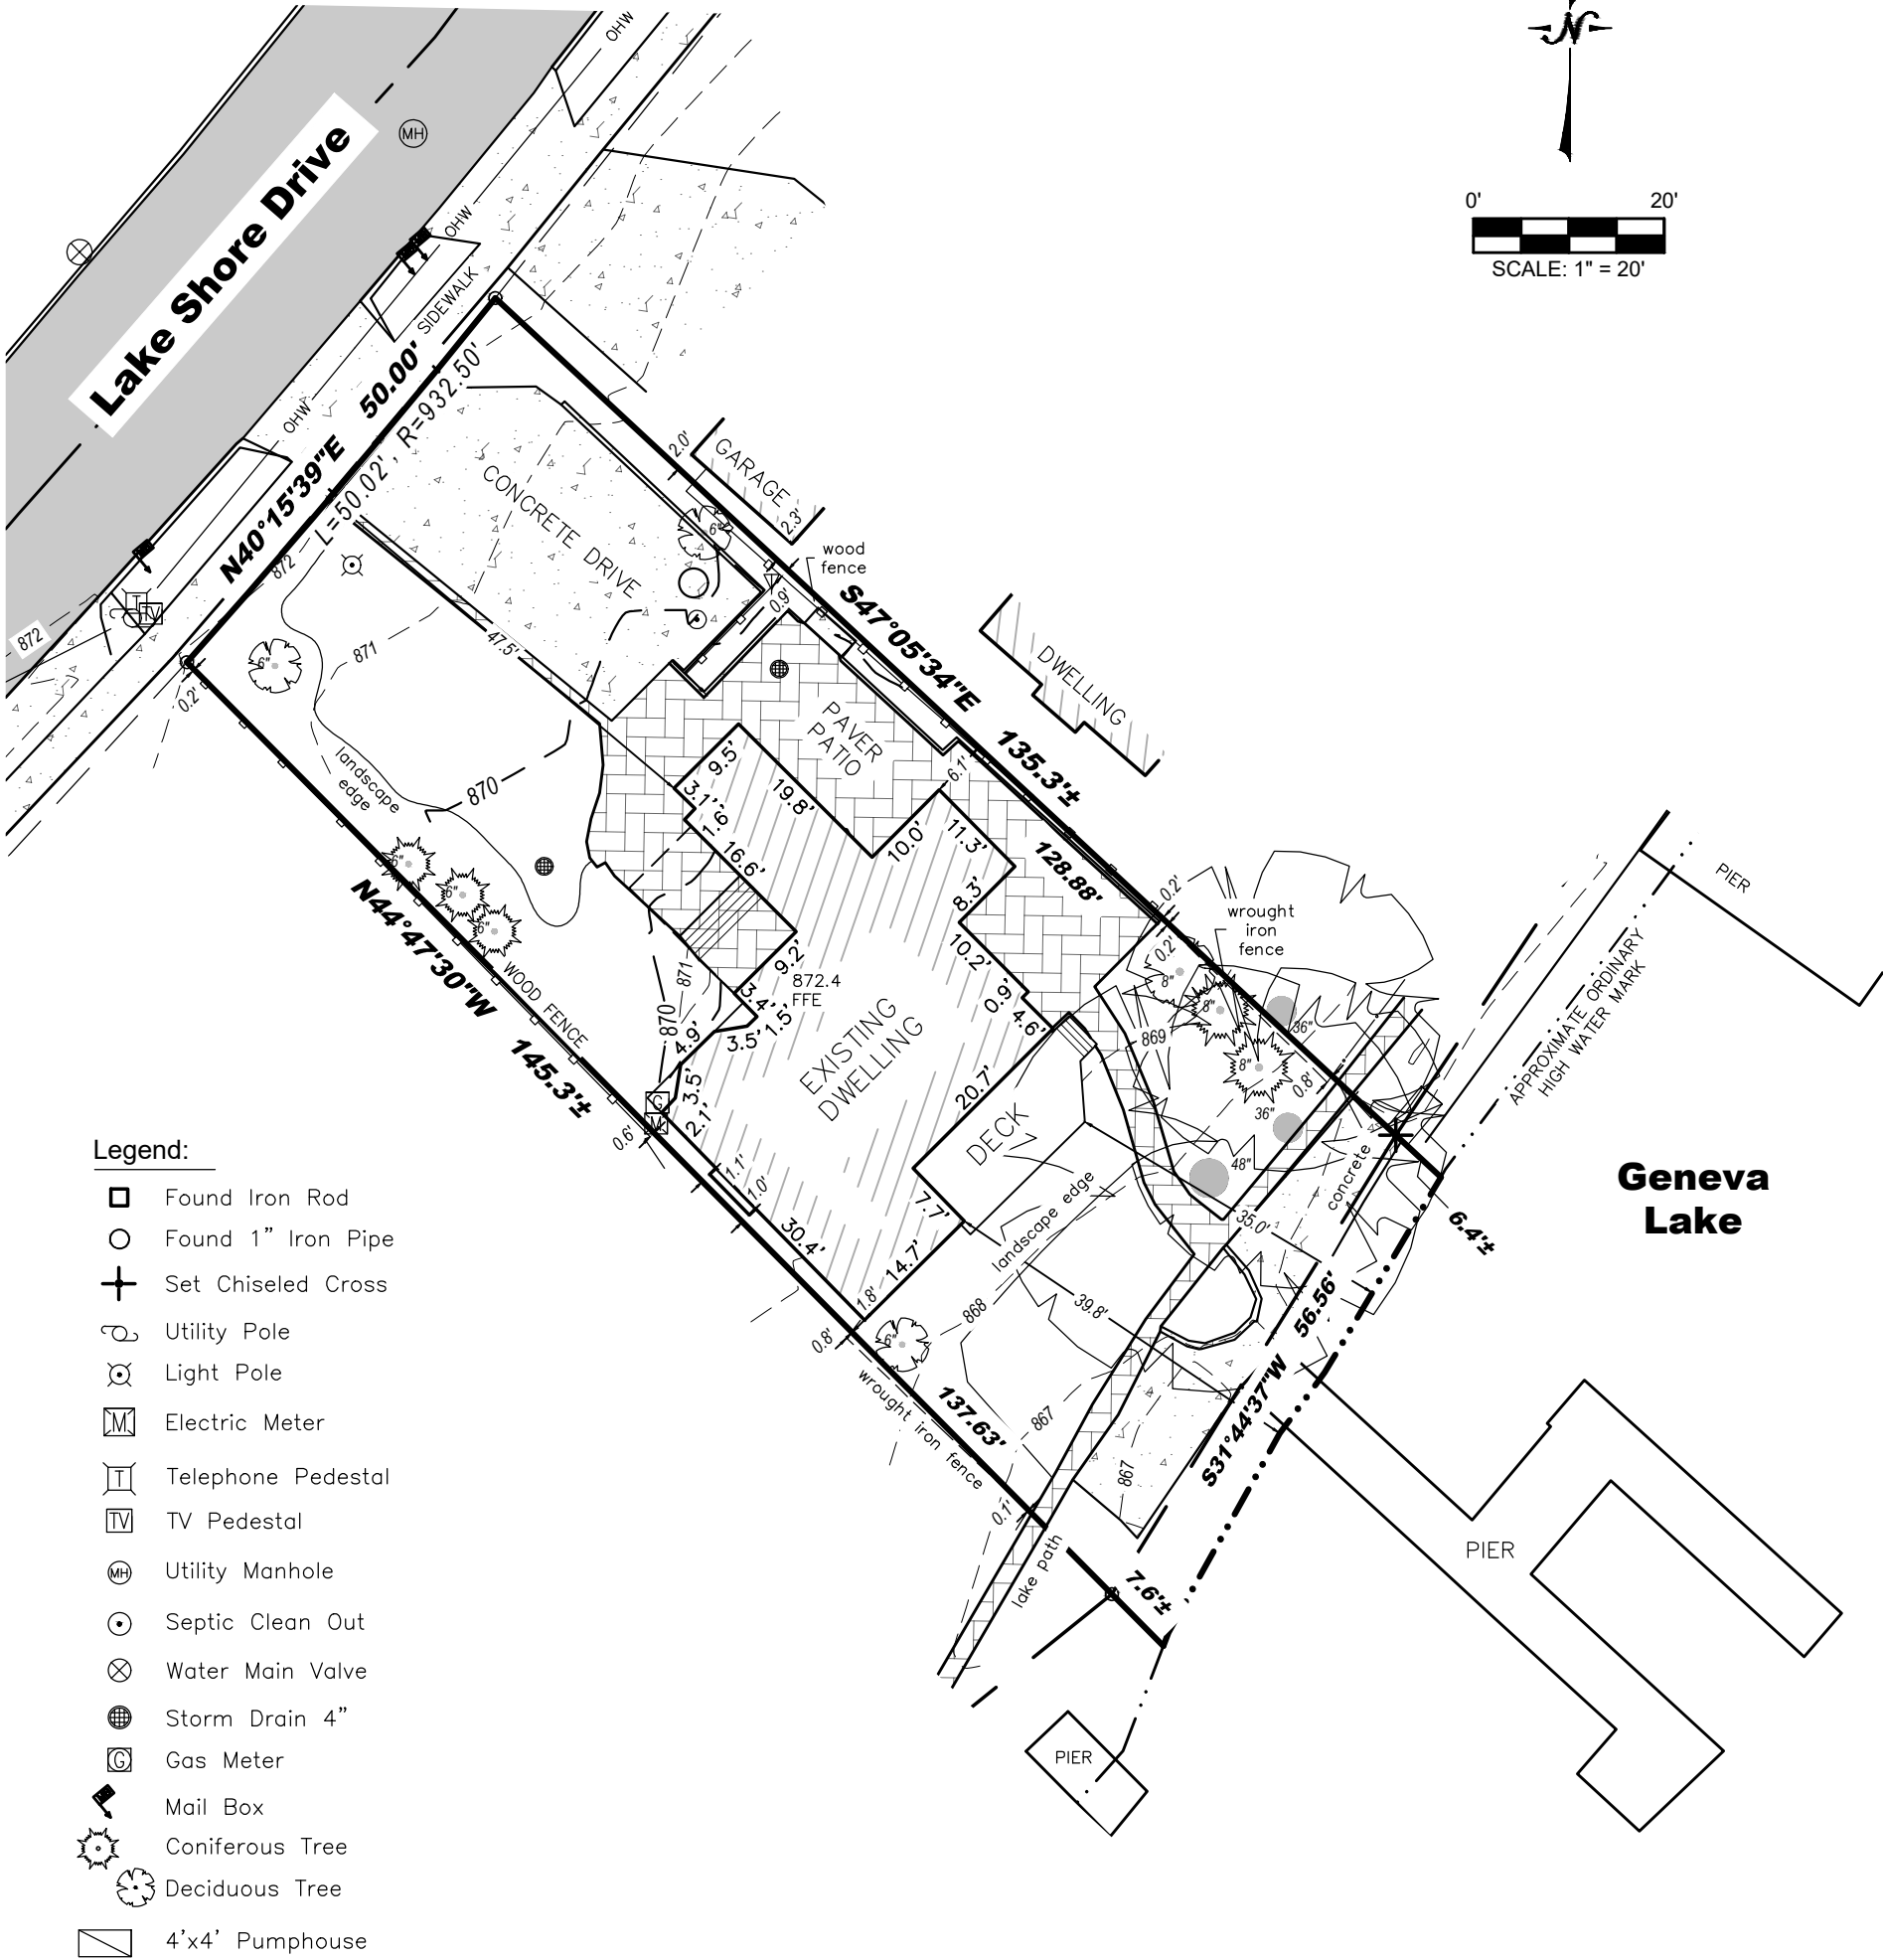 N
0' 20'
SCALE: 1" = 20'
OHW
MH
Lake Shore Drive
OHW
SIDEWALK
OHW
N40°15'39"E 50.00'
L=50.02', R=932.50'
872
872
T
TV
0.2'
6"
871
CONCRETE DRIVE
47.5'
2.0'
GARAGE
2.3'
6"
wood
fence
0.9'
S47°05'34"E
135.3'±
128.88'
DWELLING
PAVER
PATIO
landscape
edge
870
9.5'
3.1'
1.6'
19.8'
16.6'
10.0'
6.1'
11.3'
8.3'
10.2'
0.9'
4.6'
6"
6"
6"
N44°47'30"W
145.3'±
WOOD FENCE
870
871
9.2'
872.4
FFE
3.4'
1.5'
3.5'
4.9'
3.5'
2.1'
G
M
0.6'
1.1'
1.0'
30.4'
EXISTING
DWELLING
20.7'
DECK
7.7'
14.7'
1.8'
0.8'
6"
0.2'
0.2'
wrought
iron
fence
8"
8"
8"
36"
36"
48"
869
0.8'
35.0'
39.8'
landscape edge
868
867
867
concrete
wrought iron fence
137.63'
0.1'
lake path
7.6'±
S31°44'37"W 56.56'
6.4'±
APPROXIMATE ORDINARY
HIGH WATER MARK
PIER
Geneva
Lake
PIER
PIER
Legend:
Found Iron Rod
Found 1" Iron Pipe
Set Chiseled Cross
Utility Pole
Light Pole
M Electric Meter
T Telephone Pedestal
TV TV Pedestal
MH Utility Manhole
Septic Clean Out
Water Main Valve
Storm Drain 4"
G Gas Meter
Mail Box
Coniferous Tree
Deciduous Tree
4'x4' Pumphouse